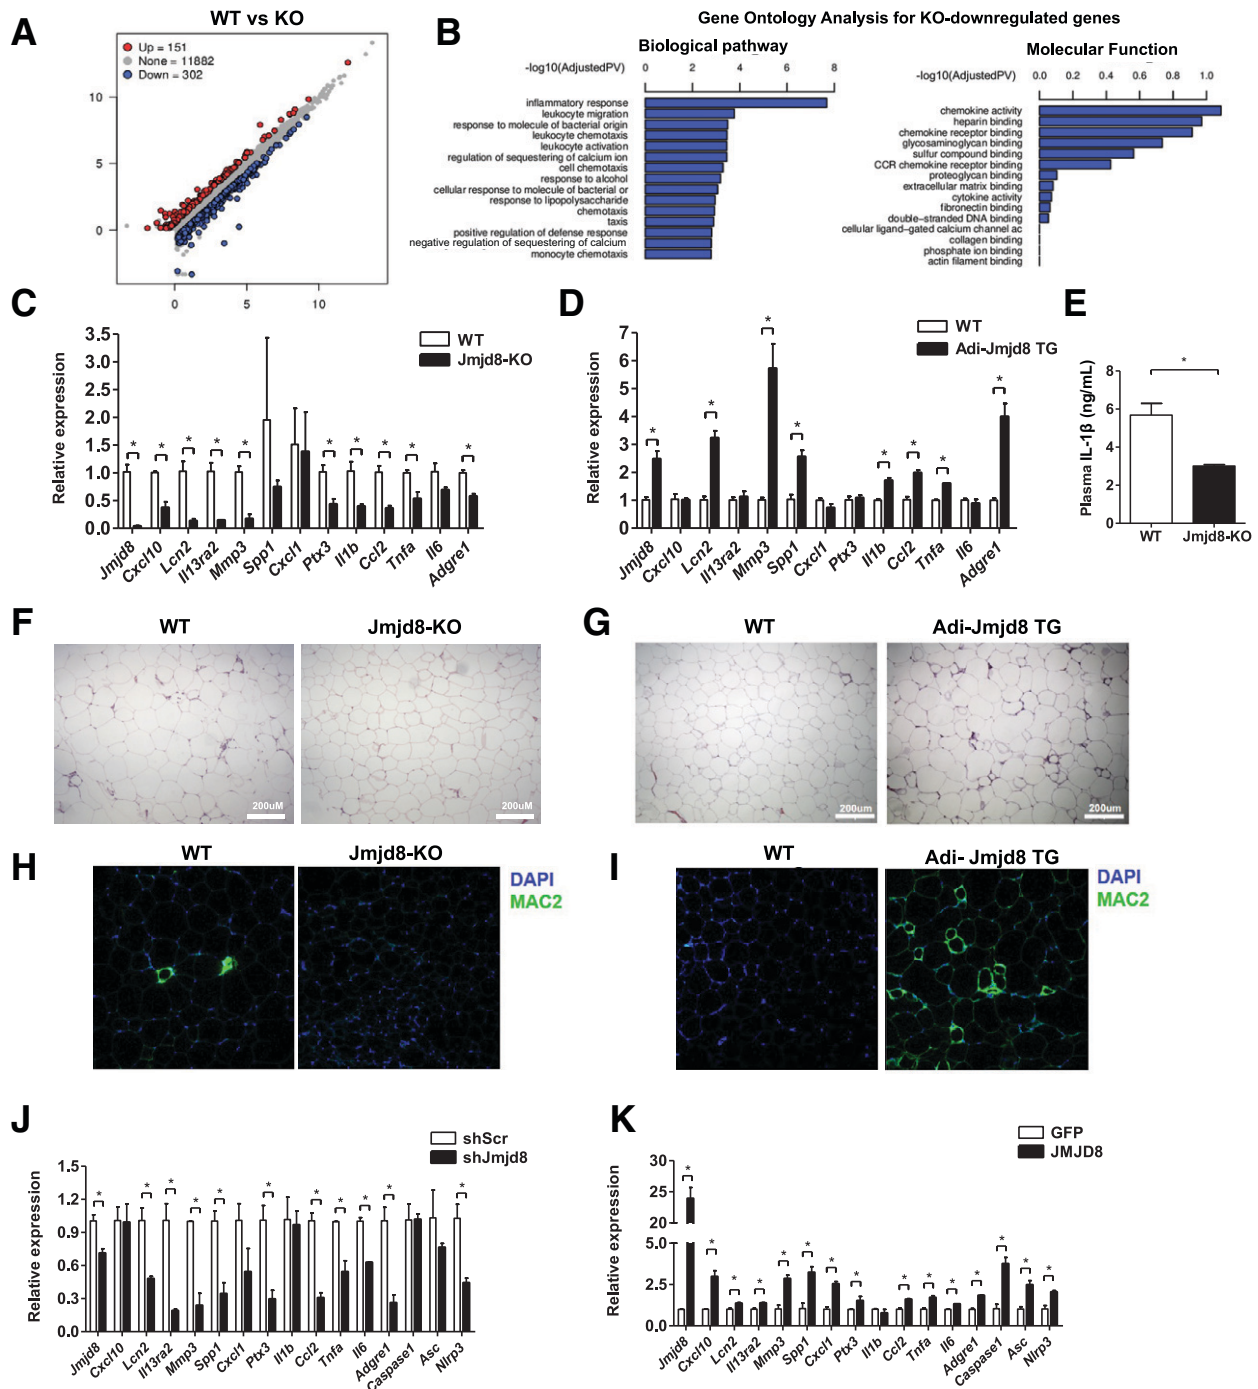 A
WT vs KO
Up = 151
None = 11882
Down = 302
10
5
0
0
5
10
B
Gene Ontology Analysis for KO-downregulated genes
Biological pathway
-log10(AdjustedPV)
0 2 4 6 8
inflammatory response
leukocyte migration
response to molecule of bacterial origin
leukocyte chemotaxis
leukocyte activation
regulation of sequestering of calcium ion
cell chemotaxis
response to alcohol
cellular response to molecule of bacterial or
response to lipopolysaccharide
chemotaxis
taxis
positive regulation of defense response
negative regulation of sequestering of calcium
monocyte chemotaxis
Molecular Function
-log10(AdjustedPV)
0.0 0.2 0.4 0.6 0.8 1.0
chemokine activity
heparin binding
chemokine receptor binding
glycosaminoglycan binding
sulfur compound binding
CCR chemokine receptor binding
proteoglycan binding
extracellular matrix binding
cytokine activity
fibronectin binding
double-stranded DNA binding
cellular ligand-gated calcium channel ac
collagen binding
phosphate ion binding
actin filament binding
C
WT
Jmjd8-KO
Relative expression
3.5
3.0
2.5
2.0
1.5
1.0
0.5
0.0
* * * * * * * * * *
Jmjd8 Cxcl10 Lcn2 Il13ra2 Mmp3 Spp1 Cxcl1 Ptx3 Il1b Ccl2 Tnfa Il6 Adgre1
D
WT
Adi-Jmjd8 TG
Relative expression
7
6
5
4
3
2
1
0
* * * * * * * *
Jmjd8 Cxcl10 Lcn2 Il13ra2 Mmp3 Spp1 Cxcl1 Ptx3 Il1b Ccl2 Tnfa Il6 Adgre1
E
Plasma IL-1β (ng/mL)
8
6
4
2
0
*
WT Jmjd8-KO
F
WT Jmjd8-KO
200uM 200uM
G
WT Adi-Jmjd8 TG
200um 200um
H
WT Jmjd8-KO
DAPI
MAC2
I
WT Adi- Jmjd8 TG
DAPI
MAC2
J
shScr
shJmjd8
Relative expression
1.5
1.2
0.9
0.6
0.3
0.0
* * * * * * * * * * *
Jmjd8 Cxcl10 Lcn2 Il13ra2 Mmp3 Spp1 Cxcl1 Ptx3 Il1b Ccl2 Tnfa Il6 Adgre1 Caspase1 Asc Nlrp3
K
GFP
JMJD8
Relative expression
30
25
20
15
5.0
2.5
0.0
* * * * * * * * * * * * * * *
Jmjd8 Cxcl10 Lcn2 Il13ra2 Mmp3 Spp1 Cxcl1 Ptx3 Il1b Ccl2 Tnfa Il6 Adgre1 Caspase1 Asc Nlrp3